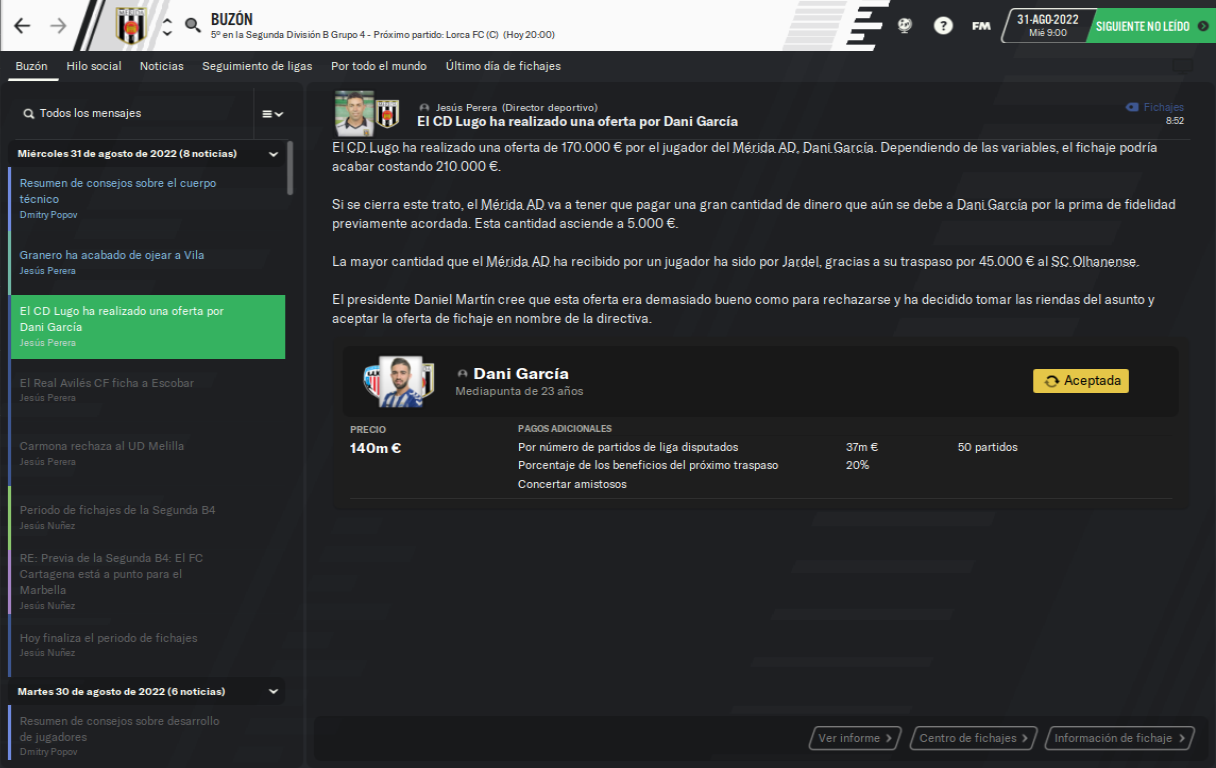 BUZÓN
5º en la Segunda División B Grupo 4 - Próximo partido: Lorca FC (C) (Hoy 20:00)
?
FM
31-AGO-2022
Mié 9:00
SIGUIENTE NO LEÍDO
Buzón Hilo social Noticias Seguimiento de ligas Por todo el mundo Último día de fichajes
Todos los mensajes
Miércoles 31 de agosto de 2022 (8 noticias)
Resumen de consejos sobre el cuerpo
técnico
Dmitry Popov
Granero ha acabado de ojear a Vila
Jesús Perera
El CD Lugo ha realizado una oferta por
Dani García
Jesús Perera
El Real Avilés CF ficha a Escobar
Jesús Perera
Carmona rechaza al UD Melilla
Jesús Perera
Periodo de fichajes de la Segunda B4
Jesús Nuñez
RE: Previa de la Segunda B4: El FC
Cartagena está a punto para el
Marbella
Jesús Nuñez
Hoy finaliza el periodo de fichajes
Jesús Nuñez
Martes 30 de agosto de 2022 (6 noticias)
Resumen de consejos sobre desarrollo
de jugadores
Dmitry Popov
Jesús Perera (Director deportivo)
El CD Lugo ha realizado una oferta por Dani García
Fichajes
8:52
El CD Lugo ha realizado una oferta de 170.000 € por el jugador del Mérida AD, Dani García. Dependiendo de las variables, el fichaje podría
acabar costando 210.000 €.
Si se cierra este trato, el Mérida AD va a tener que pagar una gran cantidad de dinero que aún se debe a Dani García por la prima de fidelidad
previamente acordada. Esta cantidad asciende a 5.000 €.
La mayor cantidad que el Mérida AD ha recibido por un jugador ha sido por Jardel, gracias a su traspaso por 45.000 € al SC Olhanense.
El presidente Daniel Martín cree que esta oferta era demasiado bueno como para rechazarse y ha decidido tomar las riendas del asunto y
aceptar la oferta de fichaje en nombre de la directiva.
Dani García
Mediapunta de 23 años
Aceptada
PRECIO
140m €
PAGOS ADICIONALES
Por número de partidos de liga disputados 37m € 50 partidos
Porcentaje de los beneficios del próximo traspaso 20%
Concertar amistosos
Ver informe
Centro de fichajes
Información de fichaje